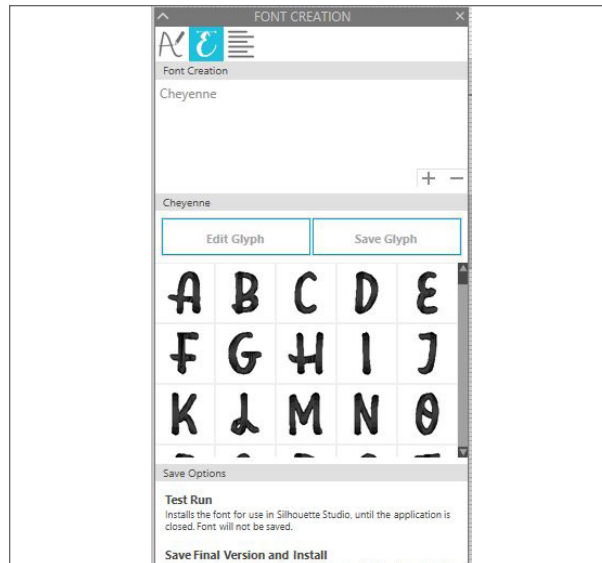 FONT CREATION
Font Creation
Cheyenne
Cheyenne
Edit Glyph Save Glyph
A B C D E
F G H I J
K L M N O
Save Options
Test Run
Installs the font for use in Silhouette Studio, until the application is
closed. Font will not be saved.
Save Final Version and Install